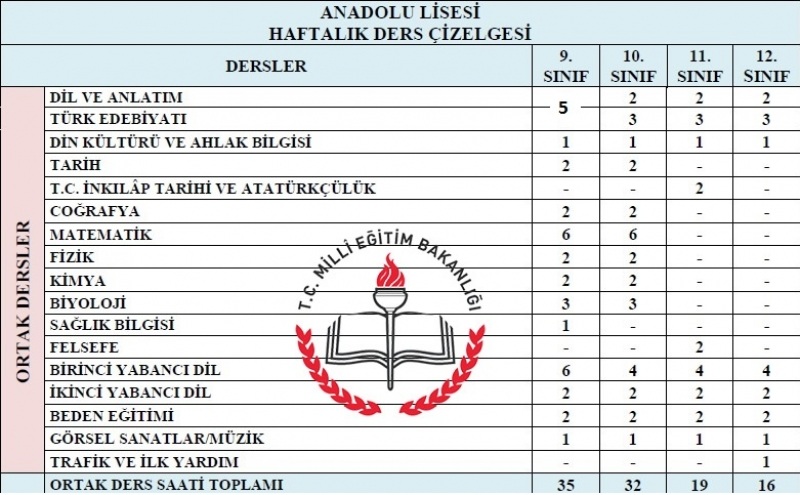 ANADOLU LİSESİ
HAFTALIK DERS ÇİZELGESİ
DERSLER 9. SINIF 10. SINIF 11. SINIF 12. SINIF
ORTAK DERSLER
DİL VE ANLATIM 5 2 2 2
TÜRK EDEBİYATI 3 3 3
DİN KÜLTÜRÜ VE AHLAK BİLGİSİ 1 1 1 1
TARİH 2 2 - -
T.C. İNKILÂP TARİHİ VE ATATÜRKÇÜLÜK - - 2 -
COĞRAFYA 2 2 - -
MATEMATİK 6 6 - -
FİZİK 2 2 - -
KİMYA 2 2 - -
BİYOLOJİ 3 3 - -
SAĞLIK BİLGİSİ 1 - - -
FELSEFE - - 2 -
BİRİNCİ YABANCI DİL 6 4 4 4
İKİNCİ YABANCI DİL 2 2 2 2
BEDEN EĞİTİMİ 2 2 2 2
GÖRSEL SANATLAR/MÜZİK 1 1 1 1
TRAFİK VE İLK YARDIM - - - 1
ORTAK DERS SAATİ TOPLAMI 35 32 19 16
T.C. MİLLİ EĞİTİM BAKANLIĞI